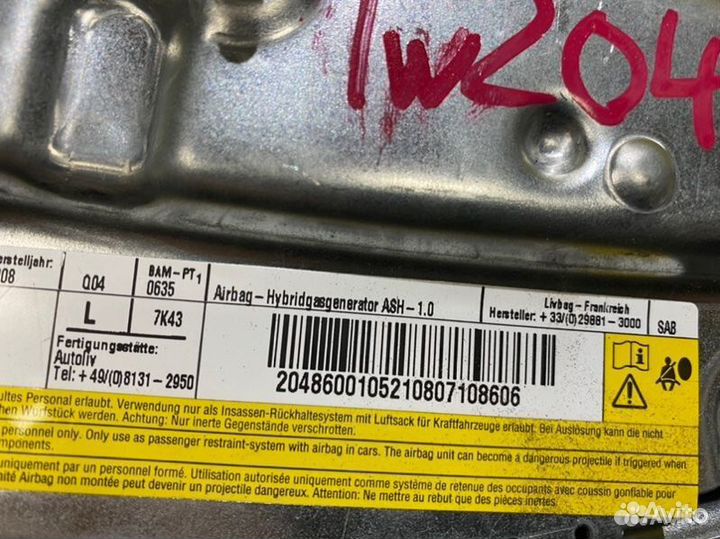 1w204
erstelljahr:
008
Q04
BAM-PT1
0635
L
7K43
Fertigungsstätte:
Autoliv
Tel: +49/(0)8131-2950
Airbag-Hybridgasgenerator ASH-1.0
Livbag-Frankreich
Hersteller: +33/(0)29881-3000
SAB
2048600105210807108606
ultes Personal erlaubt. Verwendung nur als Insassen-Rückhaltesystem mit Luftsack für Kraftfahrzeuge erlaubt. Bei Auslösung kann die nicht
chen Wurfstück werden. Achtung: Nur inerte Gegenstände verschrotten.
personnel only. Only use as passenger restraint-system with airbag in cars. The airbag unit can become a dangerous projectile if triggered when
mponents.
uniquement par un personnel formé. Utilisation autorisée uniquement comme système de retenue des occupants avec coussin gonflable pour
ité Airbag non montée peut devenir un projectile dangereux. Attention: Ne mettre au rebut que des pièces inertes.
Avito